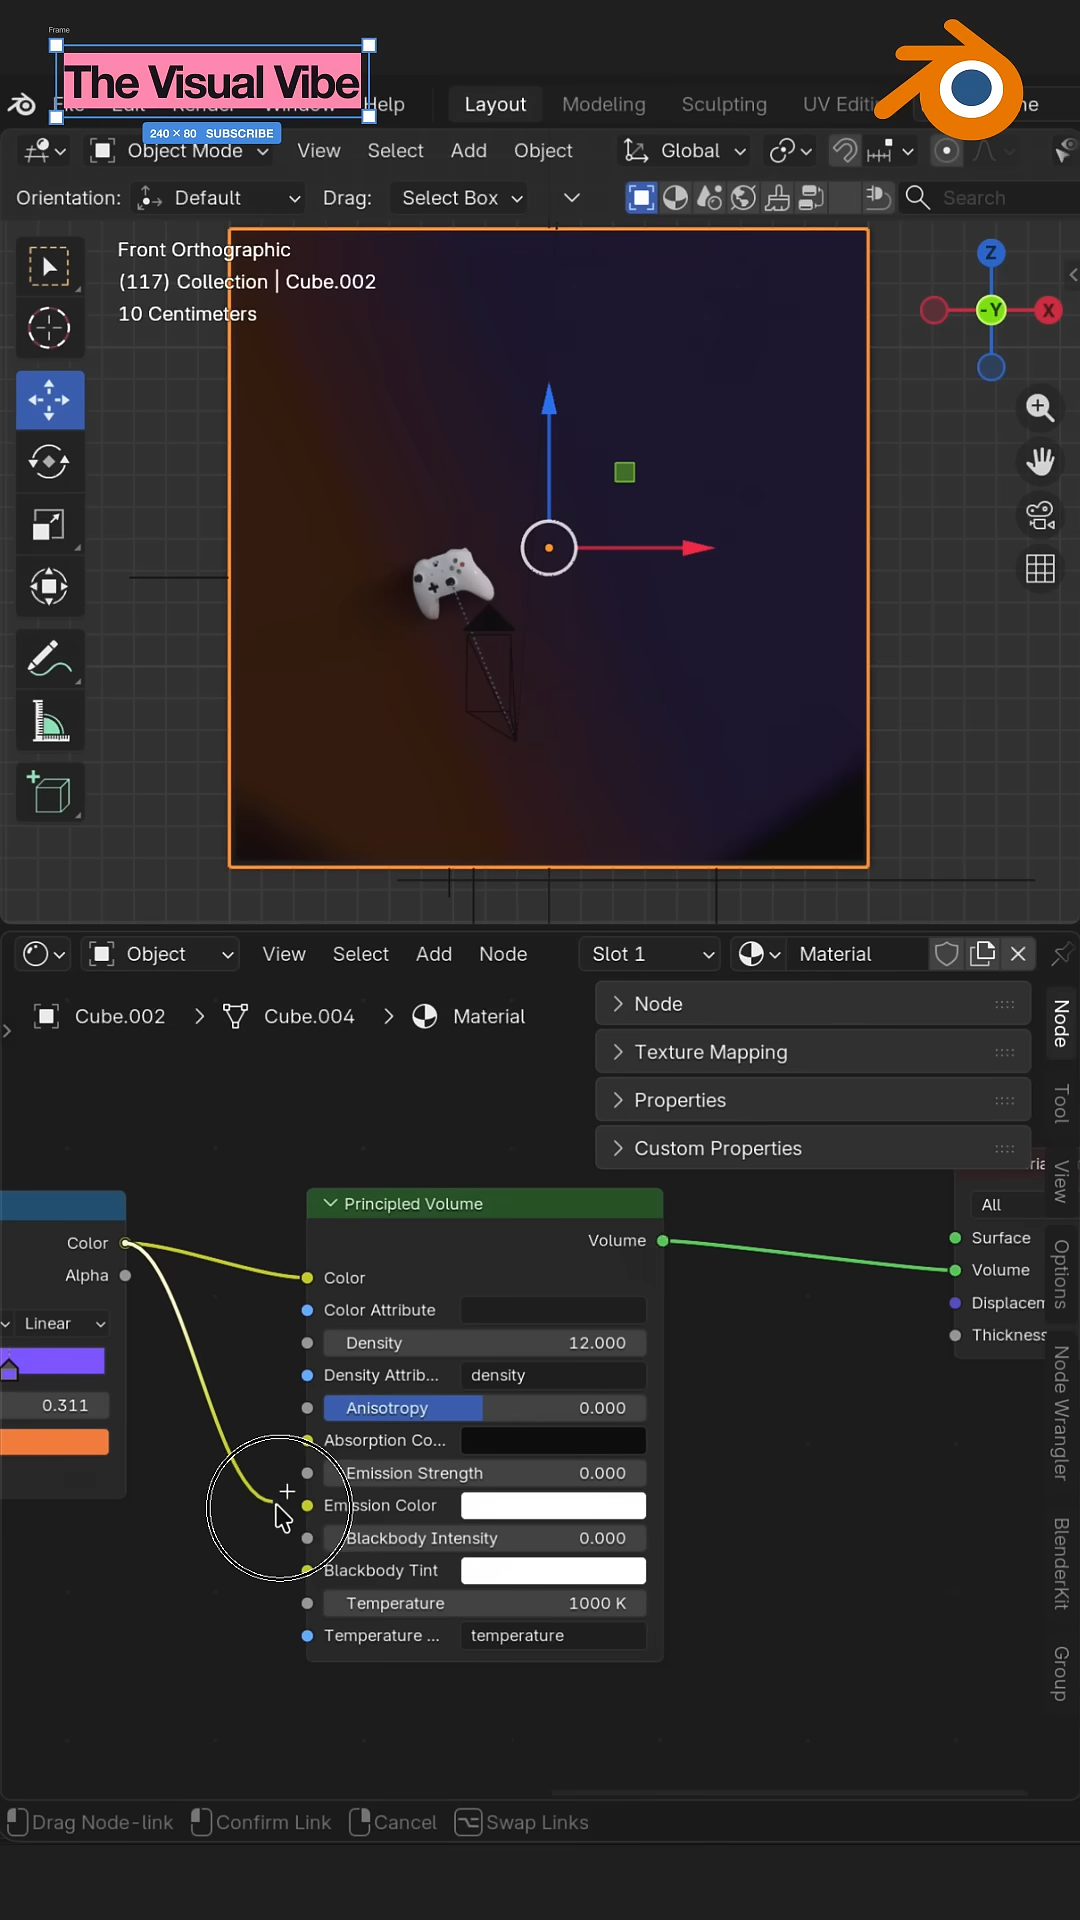 Frame
The Visual Vibe
240 × 80 SUBSCRIBE
Help Layout Modeling Sculpting UV Editi
Object Mode View Select Add Object Global
Orientation: Default Drag: Select Box Search
Front Orthographic
(117) Collection | Cube.002
10 Centimeters
Z
-Y
X
Object View Select Add Node Slot 1 Material
Cube.002 > Cube.004 > Material
Node
Texture Mapping
Properties
Custom Properties
Node
Tool
View
Options
Node Wrangler
BlenderKit
Group
Color
Alpha
Linear
0.311
Principled Volume
Volume
Color
Color Attribute
Density 12.000
Density Attrib... density
Anisotropy 0.000
Absorption Co...
Emission Strength 0.000
Emission Color
Blackbody Intensity 0.000
Blackbody Tint
Temperature 1000 K
Temperature ... temperature
All
Surface
Volume
Displacem
Thickness
Drag Node-link Confirm Link Cancel Swap Links